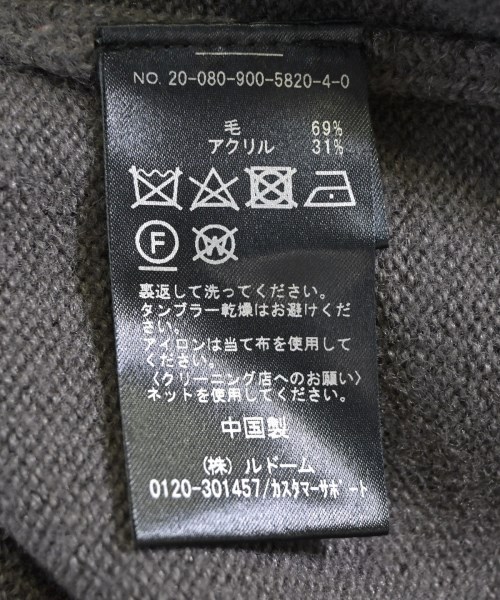 NO. 20-080-900-5820-4-0
毛 69%
アクリル 31%
F W
裏返して洗ってください。
タンブラー乾燥はお避けくだ
さい。
アイロンは当て布を使用して
ください。
〈クリーニング店へのお願い〉
ネットを使用してください。
中国製
(株) ルドーム
0120-301457/カスタマーサポート